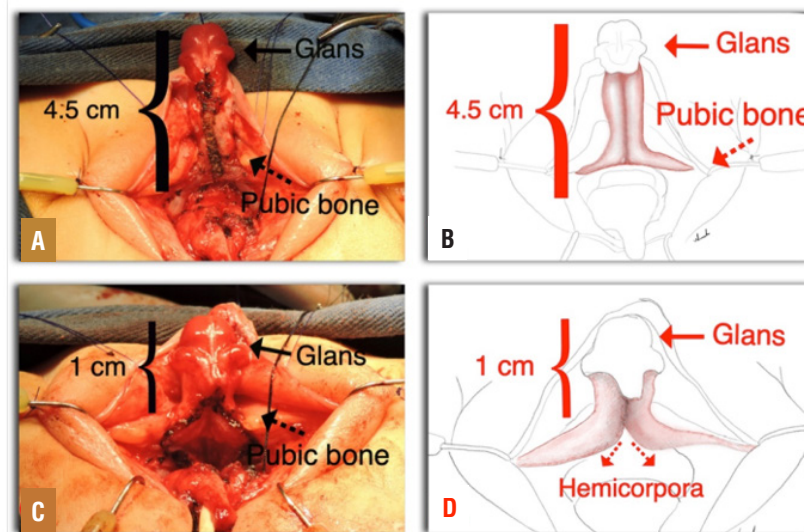 Glans
4.5 cm
Pubic bone
A
Glans
4.5 cm
Pubic bone
B
Glans
1 cm
Pubic bone
C
Glans
1 cm
Hemicorpora
D